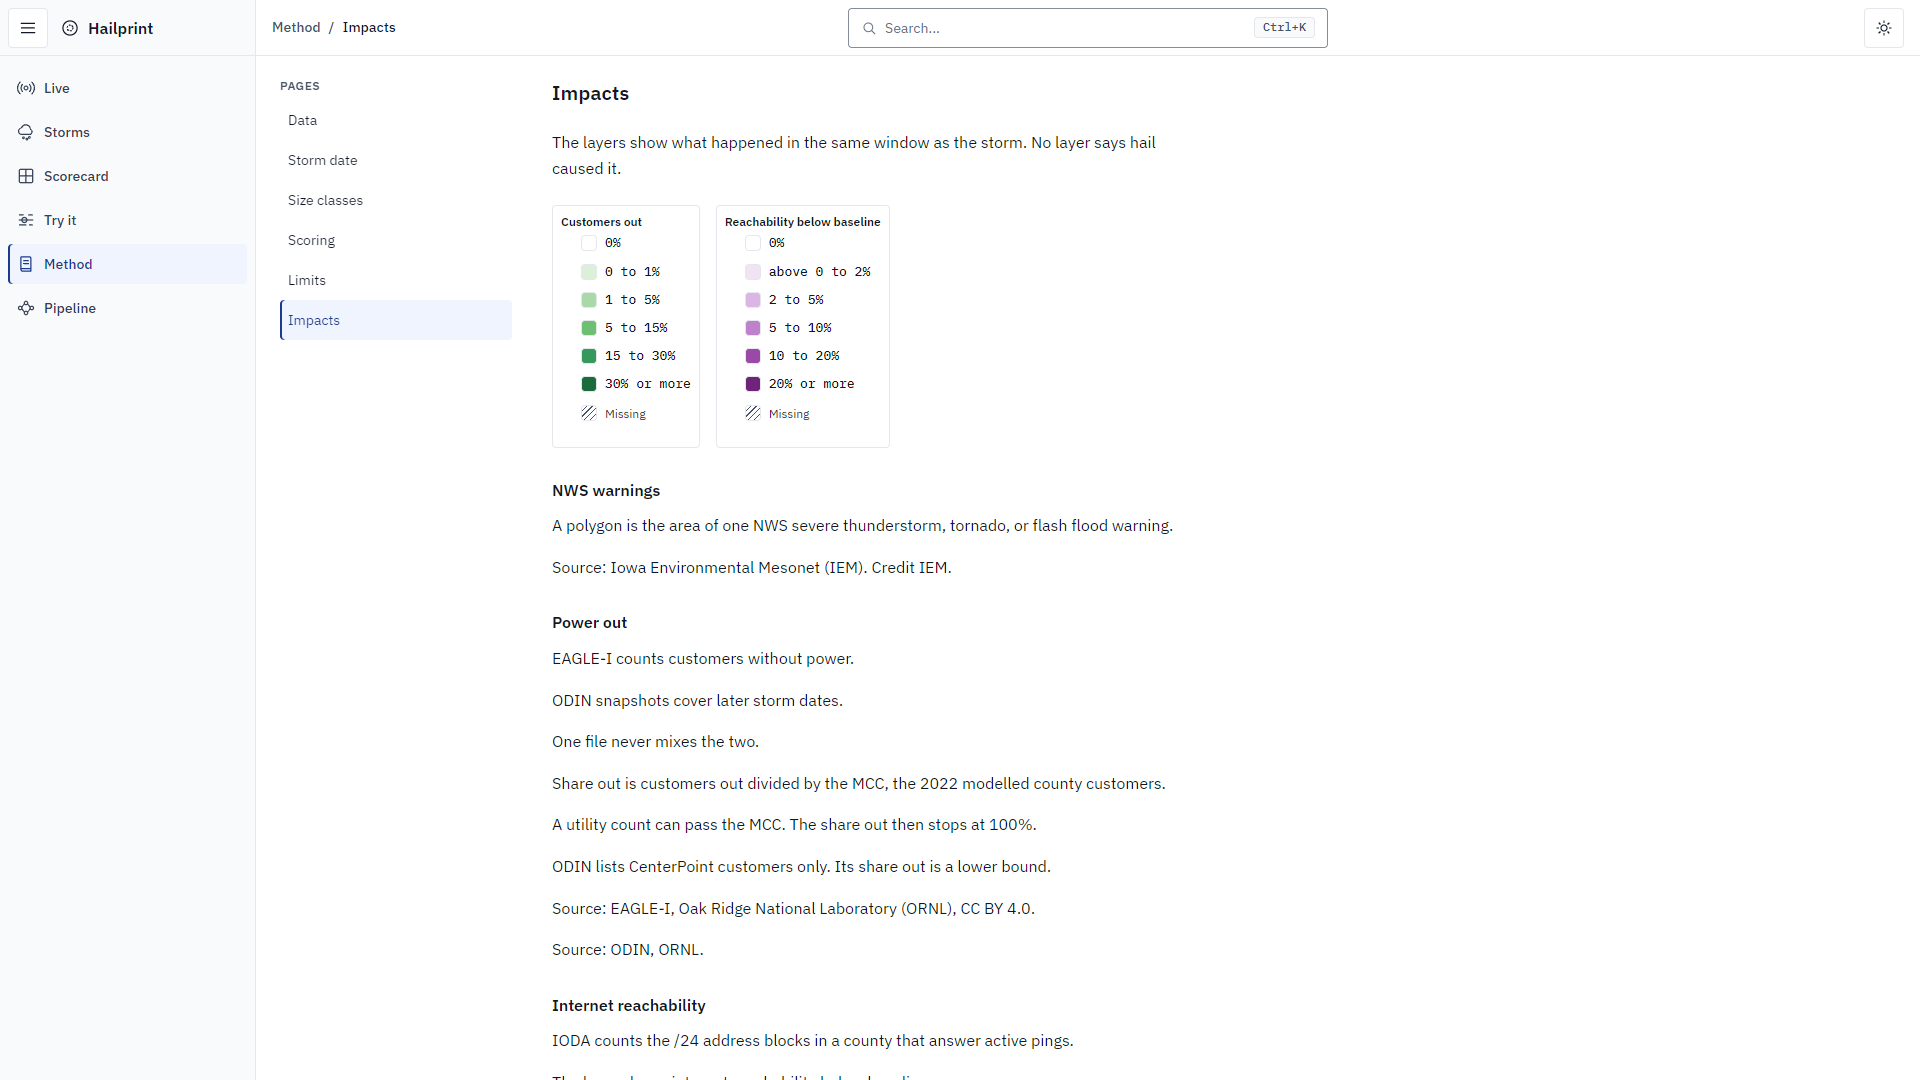 Hailprint
Method / Impacts
Search...
Ctrl+K
Live
Storms
Scorecard
Try it
Method
Pipeline
PAGES
Data
Storm date
Size classes
Scoring
Limits
Impacts
Impacts
The layers show what happened in the same window as the storm. No layer says hail
caused it.
Customers out
0%
0 to 1%
1 to 5%
5 to 15%
15 to 30%
30% or more
Missing
Reachability below baseline
0%
above 0 to 2%
2 to 5%
5 to 10%
10 to 20%
20% or more
Missing
NWS warnings
A polygon is the area of one NWS severe thunderstorm, tornado, or flash flood warning.
Source: Iowa Environmental Mesonet (IEM). Credit IEM.
Power out
EAGLE-I counts customers without power.
ODIN snapshots cover later storm dates.
One file never mixes the two.
Share out is customers out divided by the MCC, the 2022 modelled county customers.
A utility count can pass the MCC. The share out then stops at 100%.
ODIN lists CenterPoint customers only. Its share out is a lower bound.
Source: EAGLE-I, Oak Ridge National Laboratory (ORNL), CC BY 4.0.
Source: ODIN, ORNL.
Internet reachability
IODA counts the /24 address blocks in a county that answer active pings.